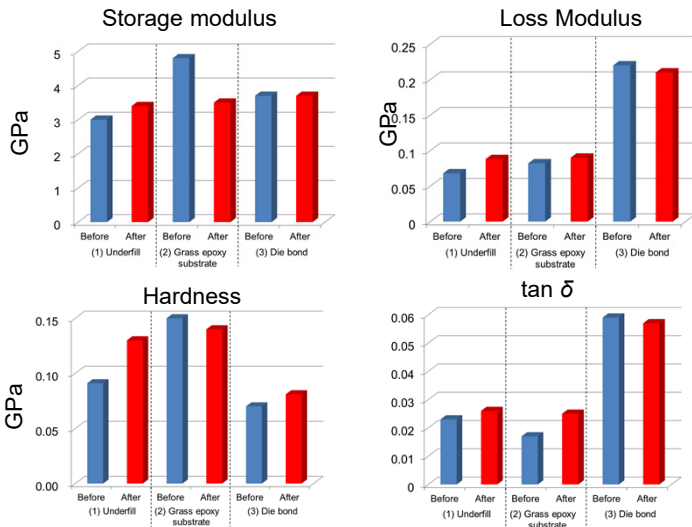 Storage modulus
GPa
5
4
3
2
1
0
Before After Before After Before After
(1) Underfill (2) Grass epoxy substrate (3) Die bond
Loss Modulus
GPa
0.25
0.2
0.15
0.1
0.05
0
Before After Before After Before After
(1) Underfill (2) Grass epoxy substrate (3) Die bond
Hardness
GPa
0.15
0.10
0.05
0.00
Before After Before After Before After
(1) Underfill (2) Grass epoxy substrate (3) Die bond
tan δ
0.06
0.05
0.04
0.03
0.02
0.01
0
Before After Before After Before After
(1) Underfill (2) Grass epoxy substrate (3) Die bond